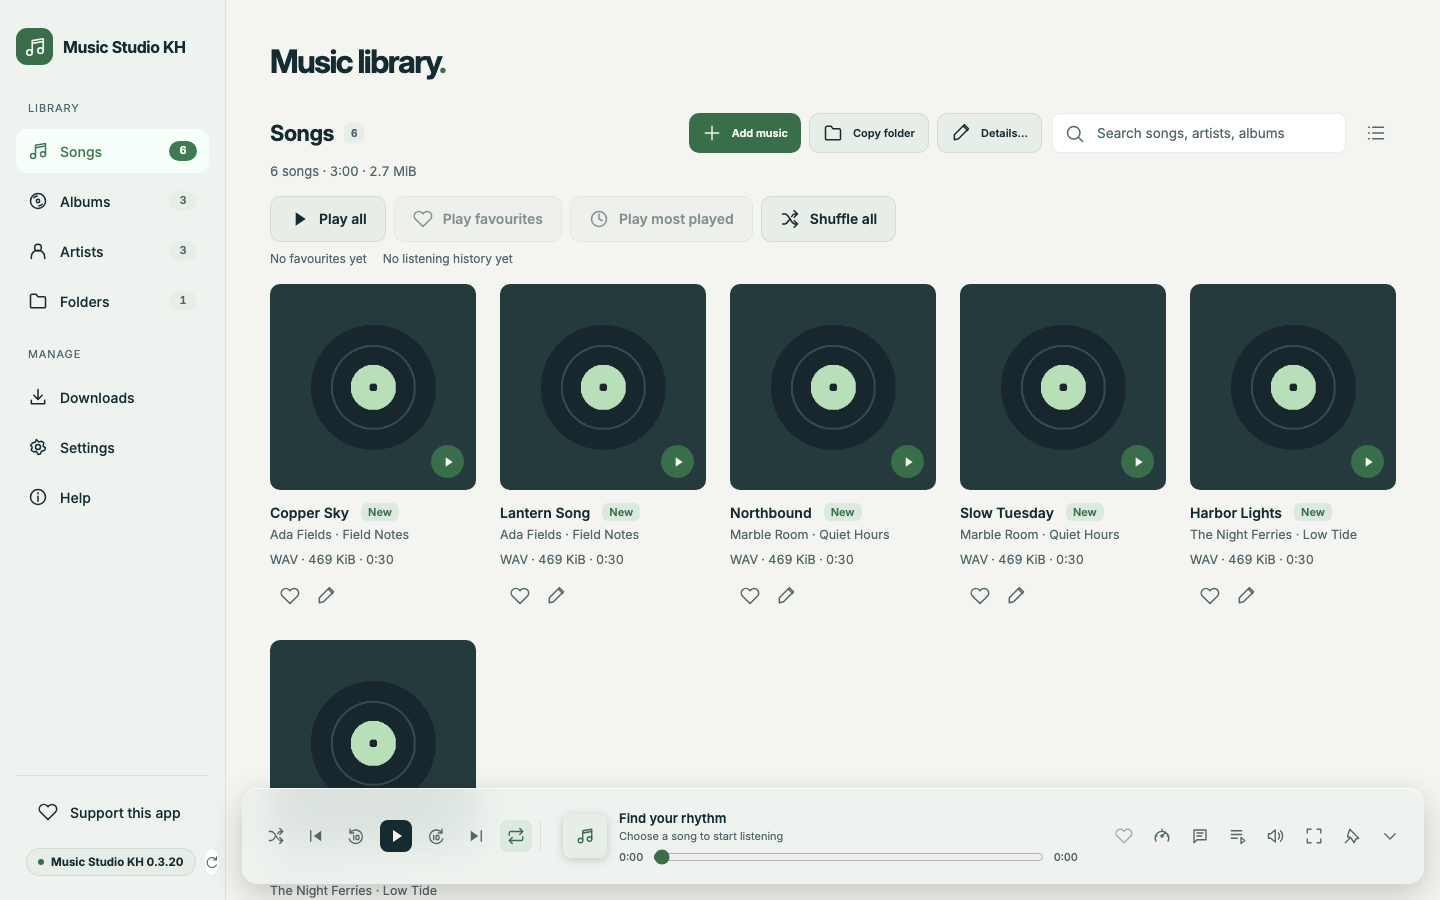 Music Studio KH
LIBRARY
Songs 6
Albums 3
Artists 3
Folders 1
MANAGE
Downloads
Settings
Help
Support this app
Music Studio KH 0.3.20
Music library.
Songs 6
Add music
Copy folder
Details...
Search songs, artists, albums
6 songs · 3:00 · 2.7 MiB
Play all
Play favourites
Play most played
Shuffle all
No favourites yet
No listening history yet
Copper Sky New
Ada Fields · Field Notes
WAV · 469 KiB · 0:30
Lantern Song New
Ada Fields · Field Notes
WAV · 469 KiB · 0:30
Northbound New
Marble Room · Quiet Hours
WAV · 469 KiB · 0:30
Slow Tuesday New
Marble Room · Quiet Hours
WAV · 469 KiB · 0:30
Harbor Lights New
The Night Ferries · Low Tide
WAV · 469 KiB · 0:30
10
10
Find your rhythm
Choose a song to start listening
0:00
0:00
The Night Ferries · Low Tide